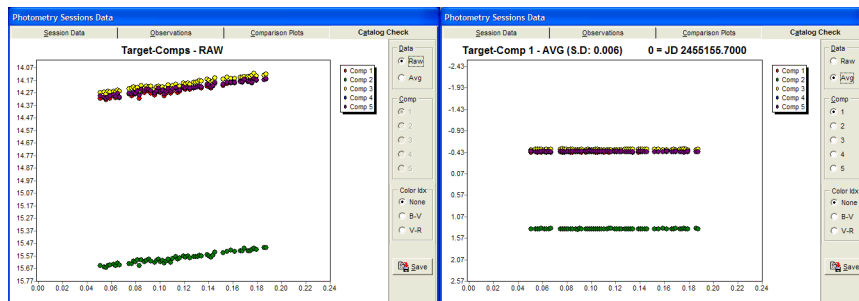 Photometry Sessions Data
Session Data Observations Comparison Plots Catalog Check
Target-Comps - RAW
14.07
14.17
14.27
14.37
14.47
14.57
14.67
14.77
14.87
14.97
15.07
15.17
15.27
15.37
15.47
15.57
15.67
15.77
0.00 0.02 0.04 0.06 0.08 0.10 0.12 0.14 0.16 0.18 0.20 0.22 0.24
Comp 1
Comp 2
Comp 3
Comp 4
Comp 5
Data
Raw
Avg
Comp
1
2
3
4
5
Color Idx
None
B-V
V-R
Save
Photometry Sessions Data
Session Data Observations Comparison Plots Catalog Check
Target-Comp 1 - AVG (S.D: 0.006) 0 = JD 2455155.7000
-2.43
-1.93
-1.43
-0.93
-0.43
0.07
0.57
1.07
1.57
2.07
2.57
0.00 0.02 0.04 0.06 0.08 0.10 0.12 0.14 0.16 0.18 0.20 0.22 0.24
Comp 1
Comp 2
Comp 3
Comp 4
Comp 5
Data
Raw
Avg
Comp
1
2
3
4
5
Color Idx
None
B-V
V-R
Save